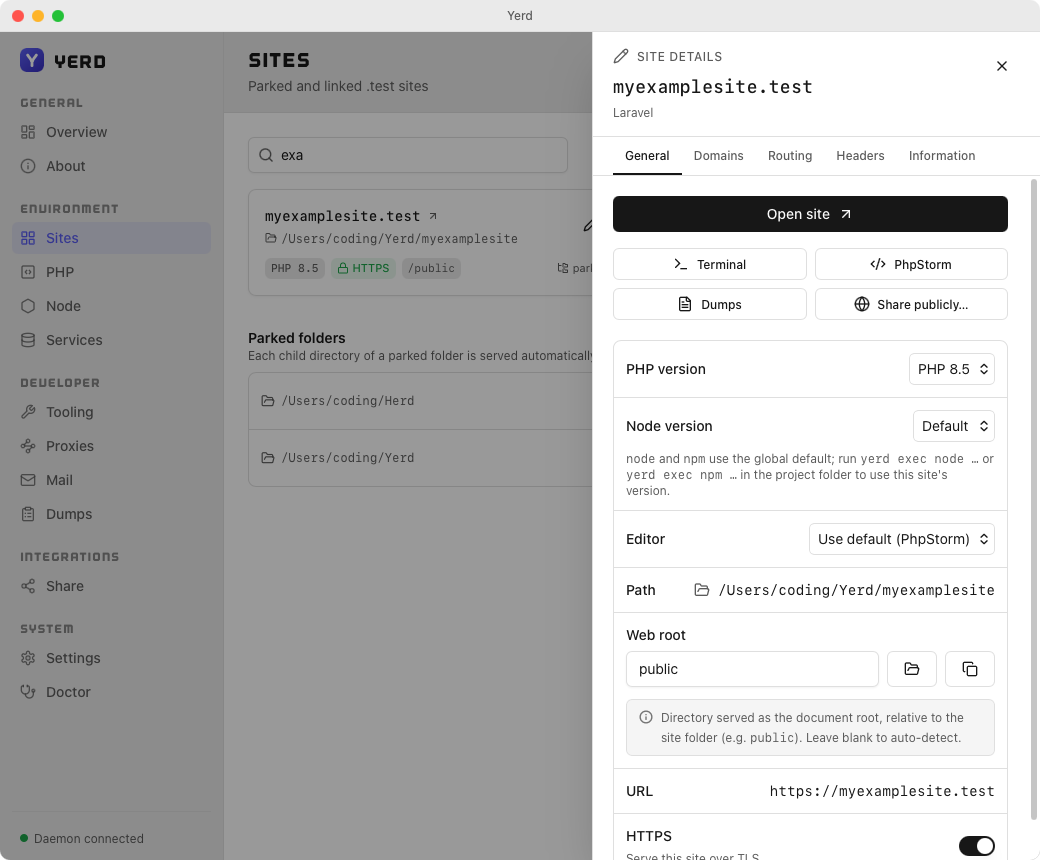 Yerd
YERD
GENERAL
Overview
About
ENVIRONMENT
Sites
PHP
Node
Services
DEVELOPER
Tooling
Proxies
Mail
Dumps
INTEGRATIONS
Share
SYSTEM
Settings
Doctor
Daemon connected
SITES
Parked and linked .test sites
exa
myexamplesite.test
/Users/coding/Yerd/myexamplesite
PHP 8.5 HTTPS /public
Parked folders
Each child directory of a parked folder is served automatically
/Users/coding/Herd
/Users/coding/Yerd
SITE DETAILS
myexamplesite.test
Laravel
General Domains Routing Headers Information
Open site
Terminal PhpStorm
Dumps Share publicly…
PHP version PHP 8.5
Node version Default
node and npm use the global default; run yerd exec node … or
yerd exec npm … in the project folder to use this site's
version.
Editor Use default (PhpStorm)
Path /Users/coding/Yerd/myexamplesite
Web root
public
Directory served as the document root, relative to the
site folder (e.g. public). Leave blank to auto-detect.
URL https://myexamplesite.test
HTTPS
Serve this site over TLS